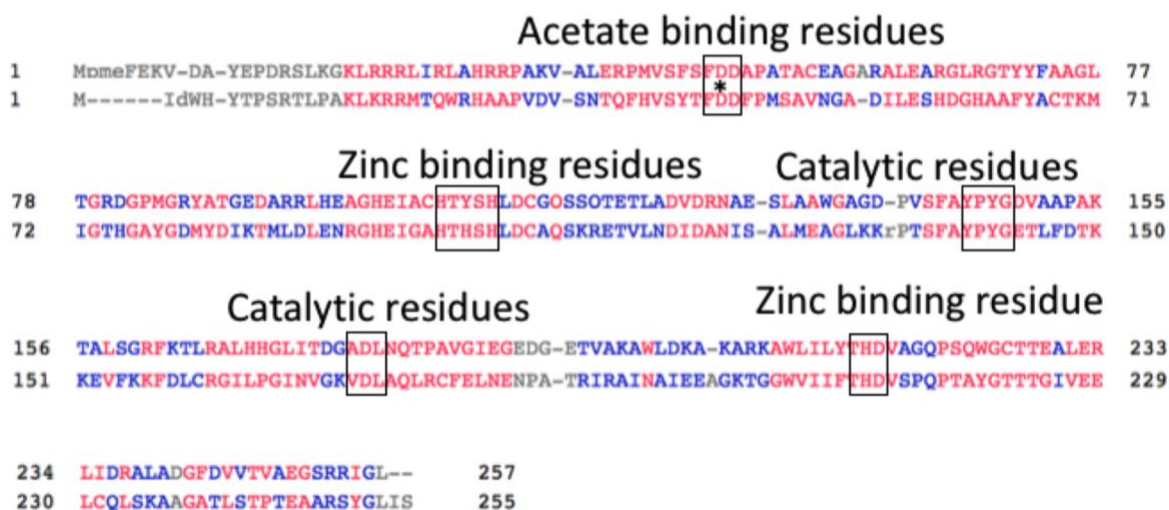 Acetate binding residues
1 MpmeFEKV-DA-YEPDRSLKGKLRRRLIRLAHRRPAKV-ALERPMVSFSFDDAPATACEAGARALEARGLRGTYYFAAGL 77
*
1 M------IdWH-YTPSRTLPAKLKRRMTQWRHAAPVDV-SNTQFHVSYTFDDFPMSAVNGA-DILESHDGHAAFYACTKM 71
Zinc binding residues Catalytic residues
78 TGRDGPMGRYATGEDARRLHEAGHEIACHTYSHLDCGQSSQTETLADVDRNAE-SLAAWGAGD-PVSFAYPYGDVAAPAK 155
72 IGTHGAYGDMYDIKTMLDLENRGHEIGAHTHSHLDCAQSKRETVLNDIDANIS-ALMEAGLKKrPTSFAYPYGETLFDTK 150
Catalytic residues Zinc binding residue
156 TALSGRFKTLRALHHGLITDGADLNQTPAVGIEGEDG-ETVAKAWLDKA-KARKAWLILYTHDVAGQPSQWGCTTEALER 233
151 KEVFKKFDLCRGILPGINVGKVDLAQLRCFELNENPA-TRIRAINAIEEAGKTGGWVIIFTHDVSPQPTAYGTTTGIVEE 229
234 LIDRALADGFDVVTVAEGSRRIGL-- 257
230 LCQLSKAAGATLSTPTEAARSYGLIS 255